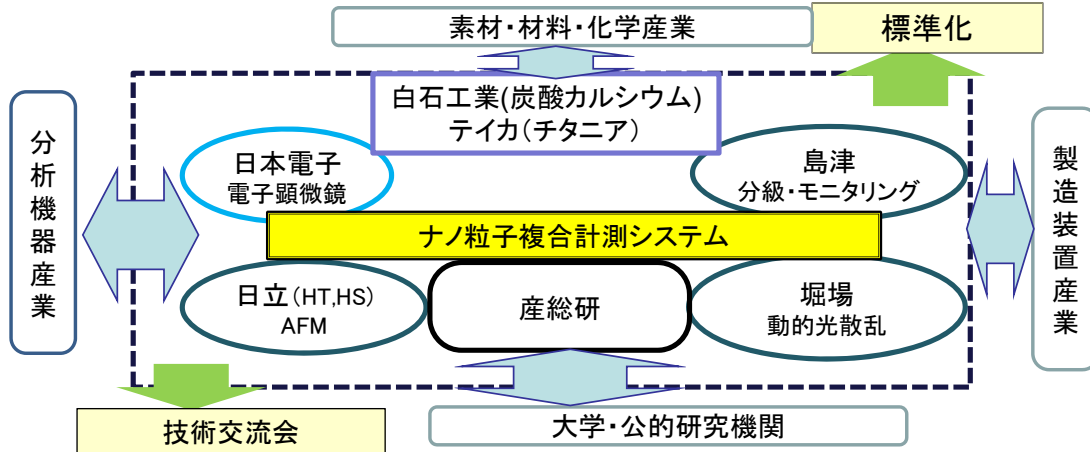 素材・材料・化学産業
標準化
白石工業(炭酸カルシウム)
テイカ(チタニア)
分析機器産業
日本電子
電子顕微鏡
島津
分級・モニタリング
製造装置産業
ナノ粒子複合計測システム
日立(HT,HS)
AFM
産総研
堀場
動的光散乱
技術交流会
大学・公的研究機関